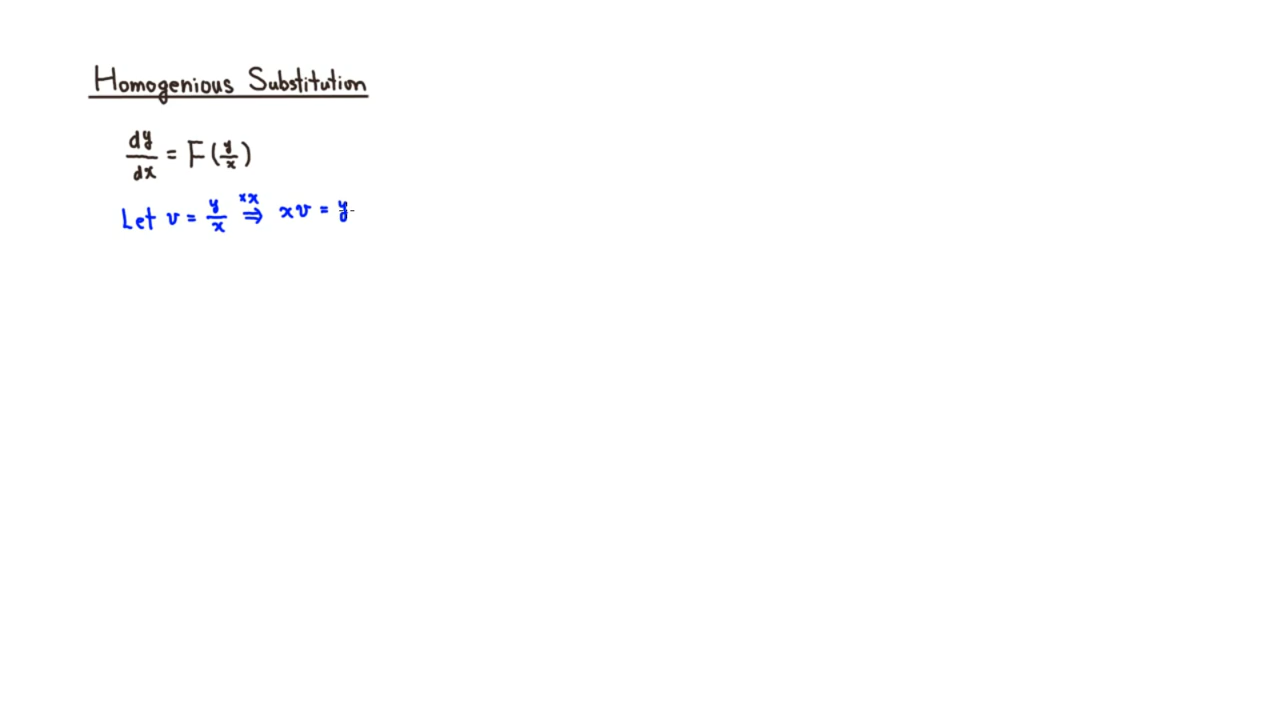 Homogenious Substitution
dy/dx = F(y/x)
Let v = y/x ⇒ (×x) xv = y